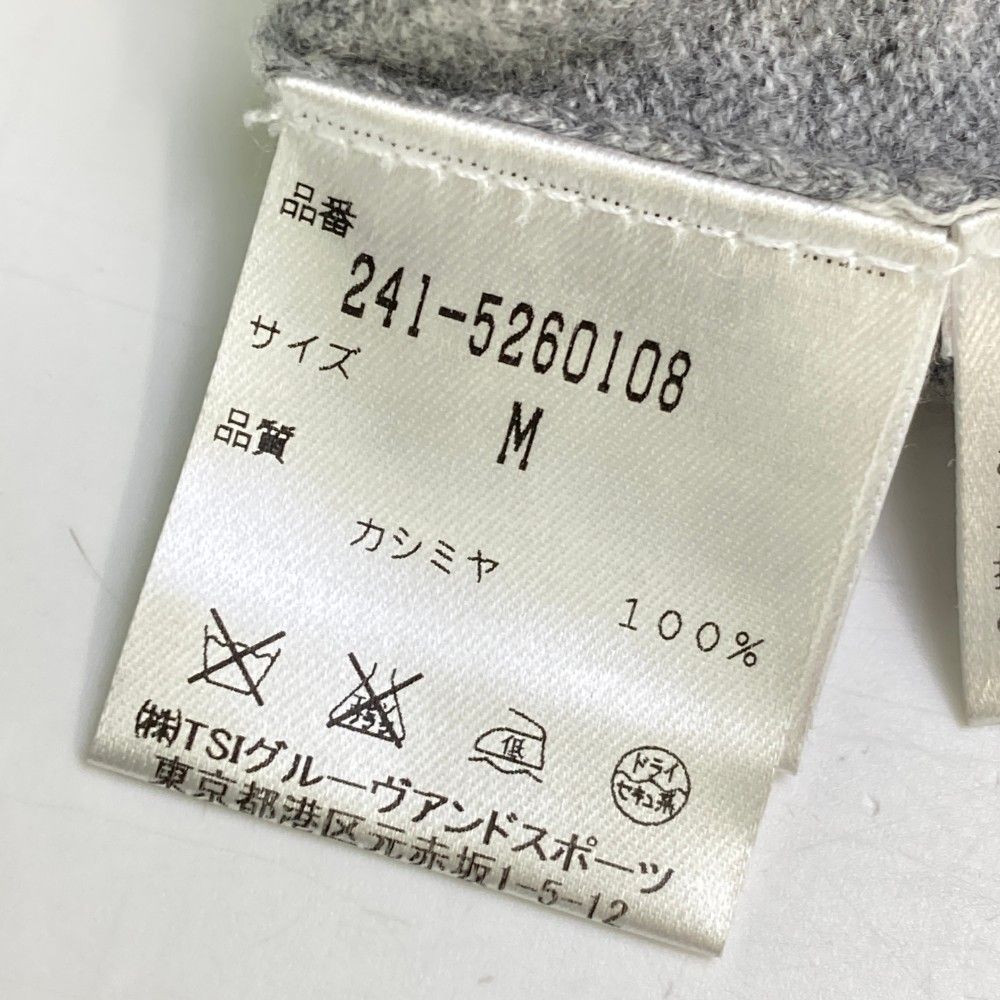 品番
241-5260108
サイズ
M
品質
カシミヤ 100%
低
ドライ
セキユ系
(株)TSIグルーヴアンドスポーツ
東京都港区元赤坂1-5-12